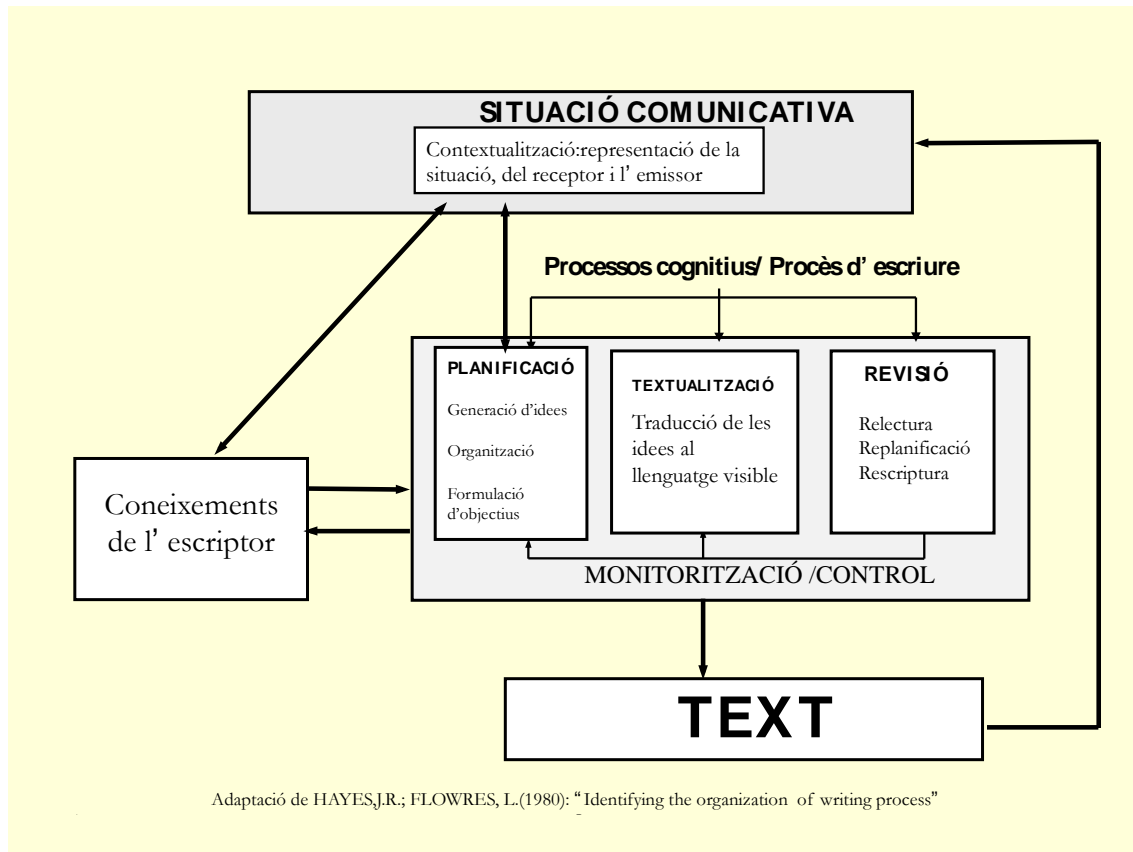 SITUACIÓ COMUNICATIVA
Contextualització:representació de la
situació, del receptor i l’ emissor
Processos cognitius/ Procès d’ escriure
PLANIFICACIÓ
Generació d’idees
Organització
Formulació
d’objectius
TEXTUALITZACIÓ
Traducció de les
idees al
llenguatge visible
REVISIÓ
Relectura
Replanificació
Rescriptura
Coneixements
de l’ escriptor
MONITORITZACIÓ /CONTROL
TEXT
Adaptació de HAYES,J.R.; FLOWRES, L.(1980): “ Identifying the organization of writing process”